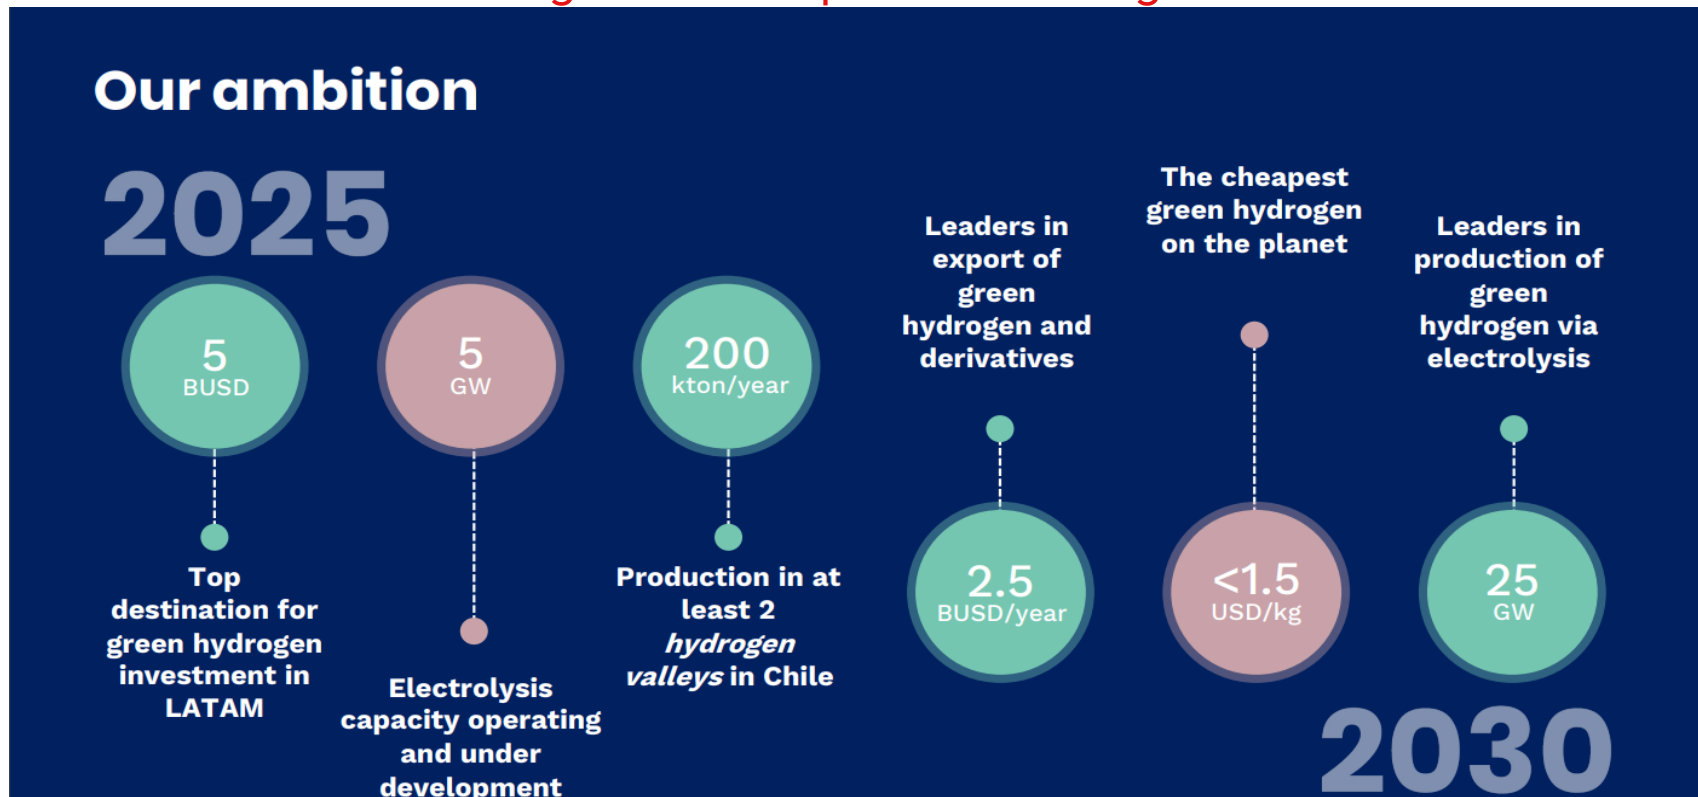 Our ambition
2025
5
BUSD
Top
destination for
green hydrogen
investment in
LATAM
5
GW
Electrolysis
capacity operating
and under
development
200
kton/year
Production in at
least 2
hydrogen
valleys in Chile
Leaders in
export of
green
hydrogen and
derivatives
2.5
BUSD/year
The cheapest
green hydrogen
on the planet
<1.5
USD/kg
Leaders in
production of
green
hydrogen via
electrolysis
25
GW
2030